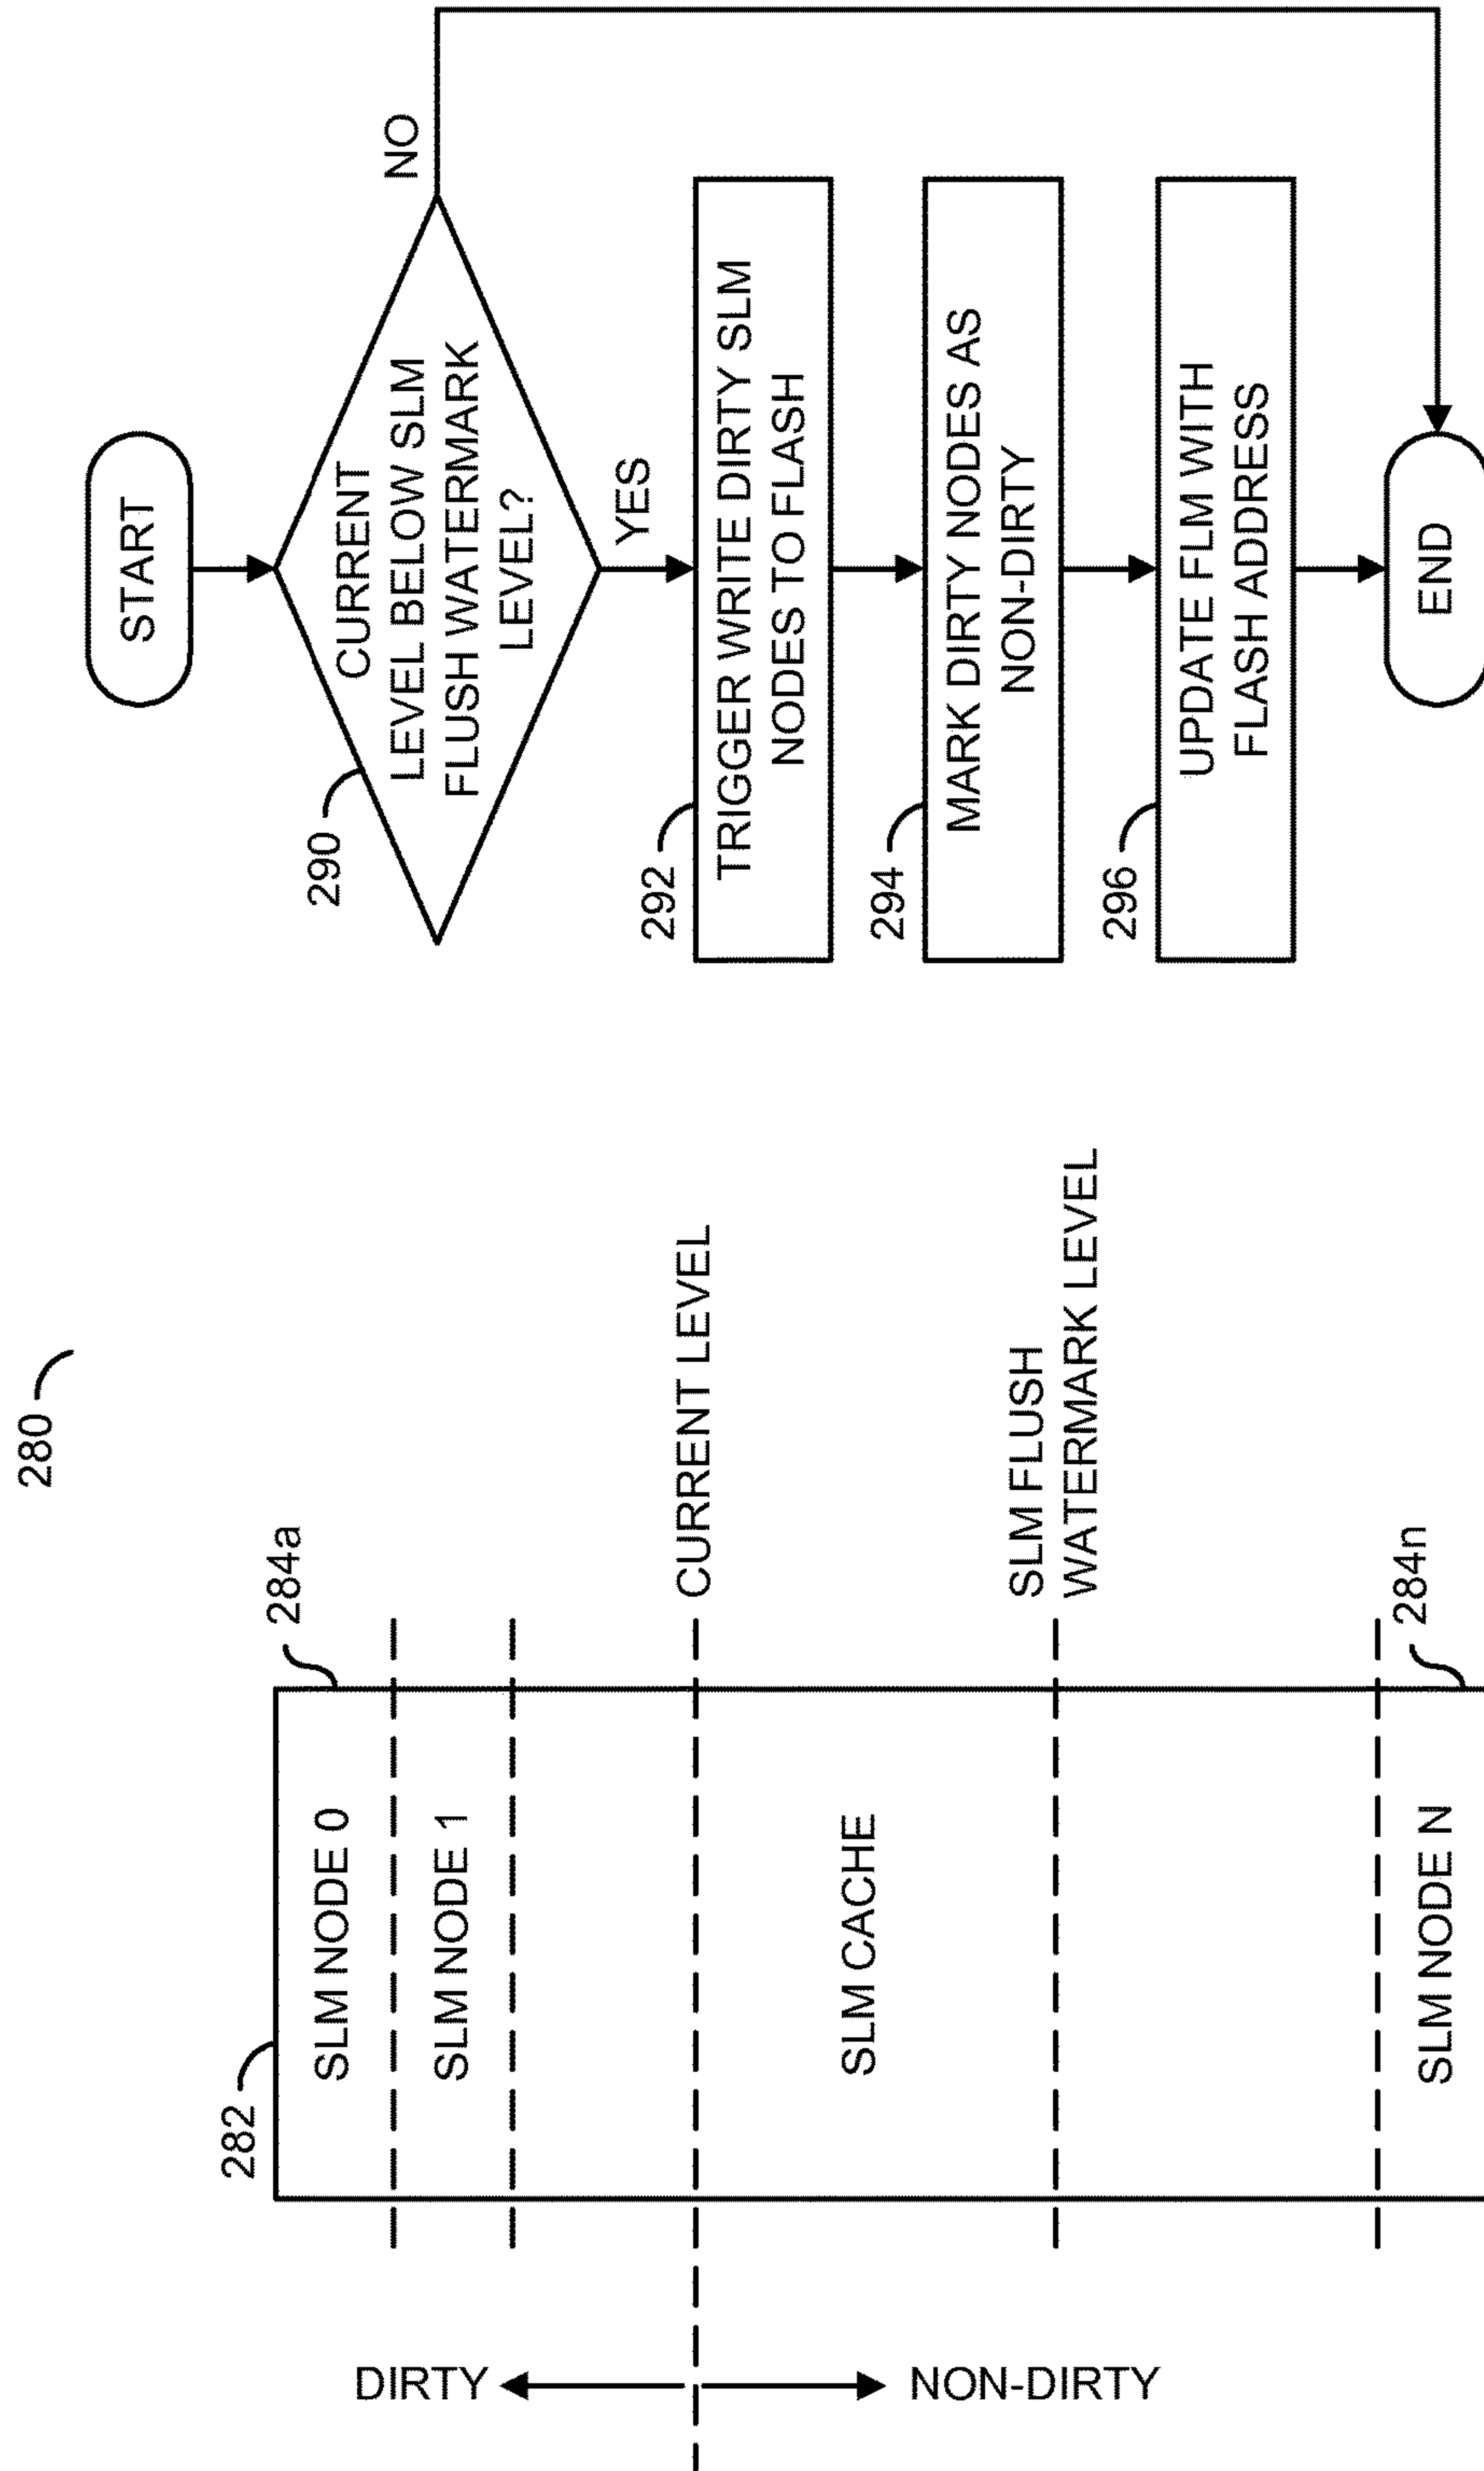 280
282
284a
SLM NODE 0
SLM NODE 1
DIRTY
CURRENT LEVEL
NON-DIRTY
SLM CACHE
SLM FLUSH
WATERMARK LEVEL
SLM NODE N
284n
START
290
CURRENT
LEVEL BELOW SLM
FLUSH WATERMARK
LEVEL?
NO
YES
292
TRIGGER WRITE DIRTY SLM
NODES TO FLASH
294
MARK DIRTY NODES AS
NON-DIRTY
296
UPDATE FLM WITH
FLASH ADDRESS
END